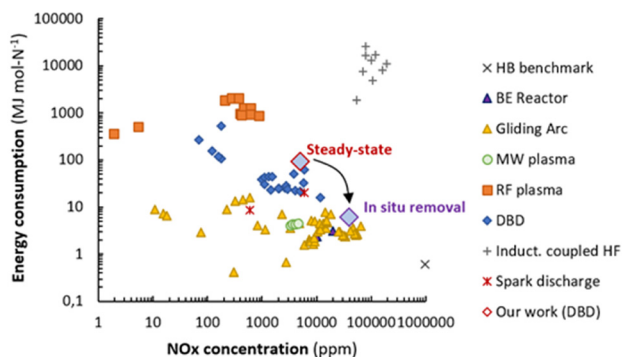 Energy consumption (MJ mol-N⁻¹)
100000
10000
1000
100
10
1
0,1
Steady-state
In situ removal
1
10
100
1000
10000
100000
1000000
NOx concentration (ppm)
HB benchmark
BE Reactor
Gliding Arc
MW plasma
RF plasma
DBD
Induct. coupled HF
Spark discharge
Our work (DBD)